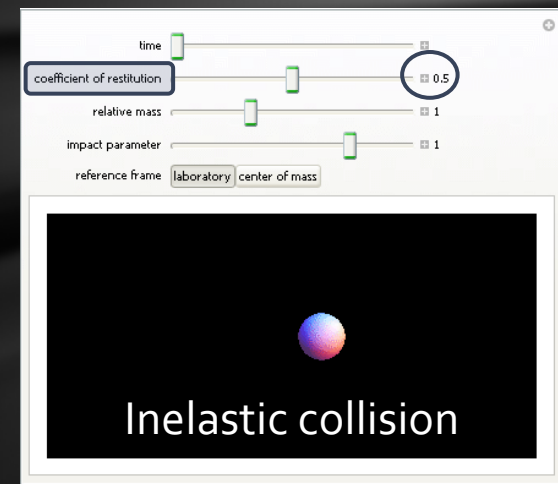 time
coefficient of restitution 0.5
relative mass 1
impact parameter 1
reference frame laboratory center of mass
Inelastic collision